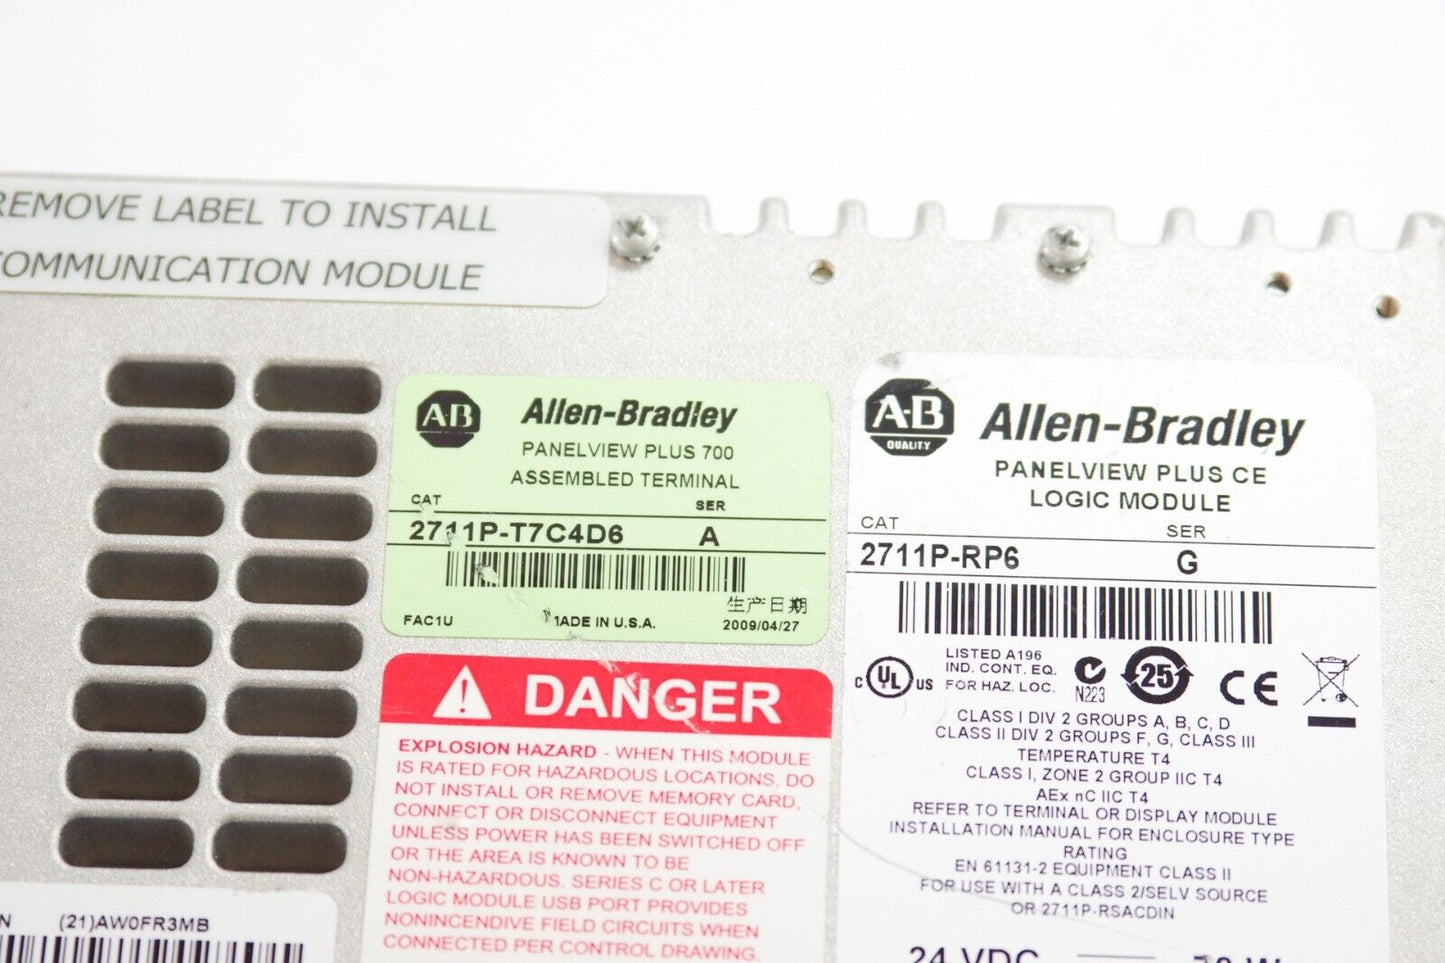 REMOVE LABEL TO INSTALL
COMMUNICATION MODULE
A-B
Allen-Bradley
PANELVIEW PLUS 700
ASSEMBLED TERMINAL
CAT SER
2711P-T7C4D6 A
生产日期
FAC1U MADE IN U.S.A. 2009/04/27
DANGER
EXPLOSION HAZARD - WHEN THIS MODULE
IS RATED FOR HAZARDOUS LOCATIONS, DO
NOT INSTALL OR REMOVE MEMORY CARD,
CONNECT OR DISCONNECT EQUIPMENT
UNLESS POWER HAS BEEN SWITCHED OFF
OR THE AREA IS KNOWN TO BE
NON-HAZARDOUS. SERIES C OR LATER
LOGIC MODULE USB PORT PROVIDES
NONINCENDIVE FIELD CIRCUITS WHEN
CONNECTED PER CONTROL DRAWING.
A-B
QUALITY
Allen-Bradley
PANELVIEW PLUS CE
LOGIC MODULE
CAT SER
2711P-RP6 G
LISTED A196
IND. CONT. EQ.
FOR HAZ. LOC.
C UL US
N223
25
CE
CLASS I DIV 2 GROUPS A, B, C, D
CLASS II DIV 2 GROUPS F, G, CLASS III
TEMPERATURE T4
CLASS I, ZONE 2 GROUP IIC T4
AEx nC IIC T4
REFER TO TERMINAL OR DISPLAY MODULE
INSTALLATION MANUAL FOR ENCLOSURE TYPE
RATING
EN 61131-2 EQUIPMENT CLASS II
FOR USE WITH A CLASS 2/SELV SOURCE
OR 2711P-RSACDIN
24 VDC
W
N (21)AW0FR3MB